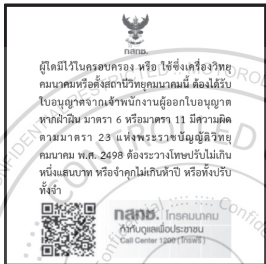 กสทช.
ผู้ใดมีไว้ในครอบครอง หรือ ใช้ซึ่งเครื่องวิทยุ
คมนาคมหรือตั้งสถานีวิทยุคมนาคมนี้ ต้องได้รับ
ใบอนุญาตจากเจ้าพนักงานผู้ออกใบอนุญาต
หากฝ่าฝืน มาตรา 6 หรือมาตรา 11 มีความผิด
ตามมาตรา 23 แห่งพระราชบัญญัติวิทยุ
คมนาคม พ.ศ. 2498 ต้องระวางโทษปรับไม่เกิน
หนึ่งแสนบาท หรือจำคุกไม่เกินห้าปี หรือทั้งปรับ
ทั้งจำ
กสทช. โทรคมนาคม
กำกับดูแลเพื่อประชาชน
Call Center 1200 (โทรฟรี)